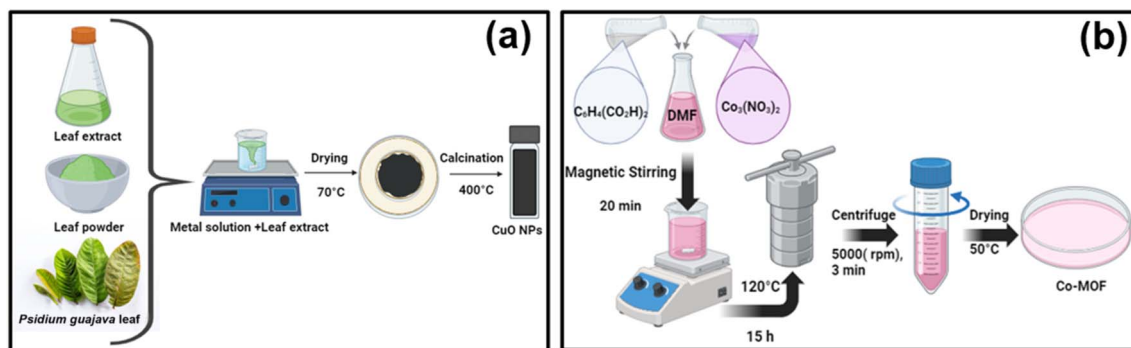 (a)
Leaf extract
Leaf powder
Psidium guajava leaf
Metal solution +Leaf extract
Drying
70°C
Calcination
400°C
CuO NPs
(b)
C₆H₄(CO₂H)₂
DMF
Co₃(NO₃)₂
Magnetic Stirring
20 min
120°C
15 h
Centrifuge
5000( rpm),
3 min
Drying
50°C
Co-MOF